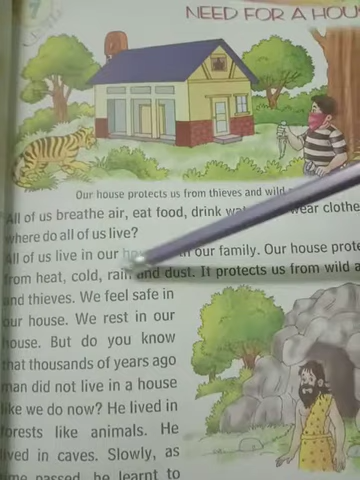 7
NEED FOR A HOU
Our house protects us from thieves and wild
All of us breathe air, eat food, drink wear clothe
where do all of us live?
All of us live in our our family. Our house prote
from heat, cold, rain and dust. It protects us from wild a
and thieves. We feel safe in
our house. We rest in our
house. But do you know
that thousands of years ago
man did not live in a house
like we do now? He lived in
forests like animals. He
lived in caves. Slowly, as
time passed, he learnt to